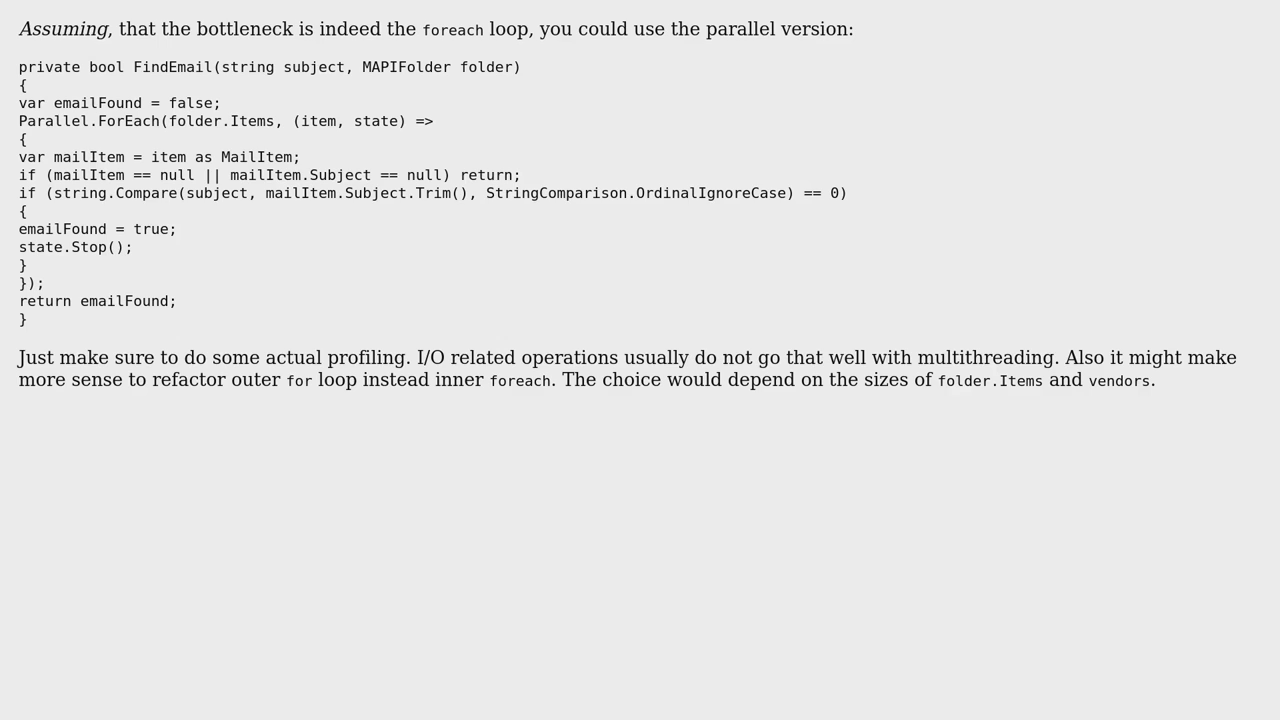 Assuming, that the bottleneck is indeed the foreach loop, you could use the parallel version:
private bool FindEmail(string subject, MAPIFolder folder)
{
var emailFound = false;
Parallel.ForEach(folder.Items, (item, state) =>
{
var mailItem = item as MailItem;
if (mailItem == null || mailItem.Subject == null) return;
if (string.Compare(subject, mailItem.Subject.Trim(), StringComparison.OrdinalIgnoreCase) == 0)
{
emailFound = true;
state.Stop();
}
});
return emailFound;
}
Just make sure to do some actual profiling. I/O related operations usually do not go that well with multithreading. Also it might make
more sense to refactor outer for loop instead inner foreach. The choice would depend on the sizes of folder.Items and vendors.